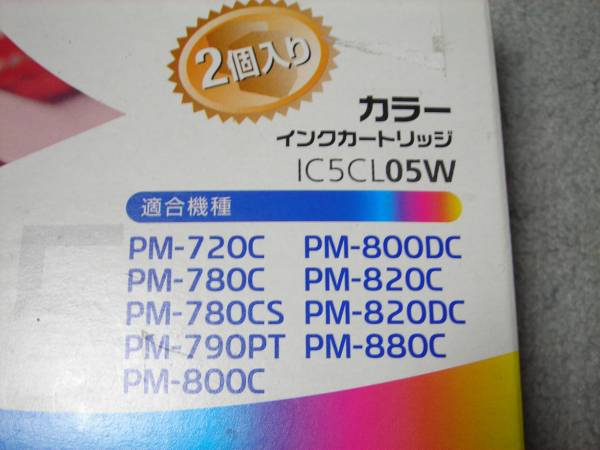 2個入り
カラー
インクカートリッジ
IC5CL05W
適合機種
PM-720C PM-800DC
PM-780C PM-820C
PM-780CS PM-820DC
PM-790PT PM-880C
PM-800C